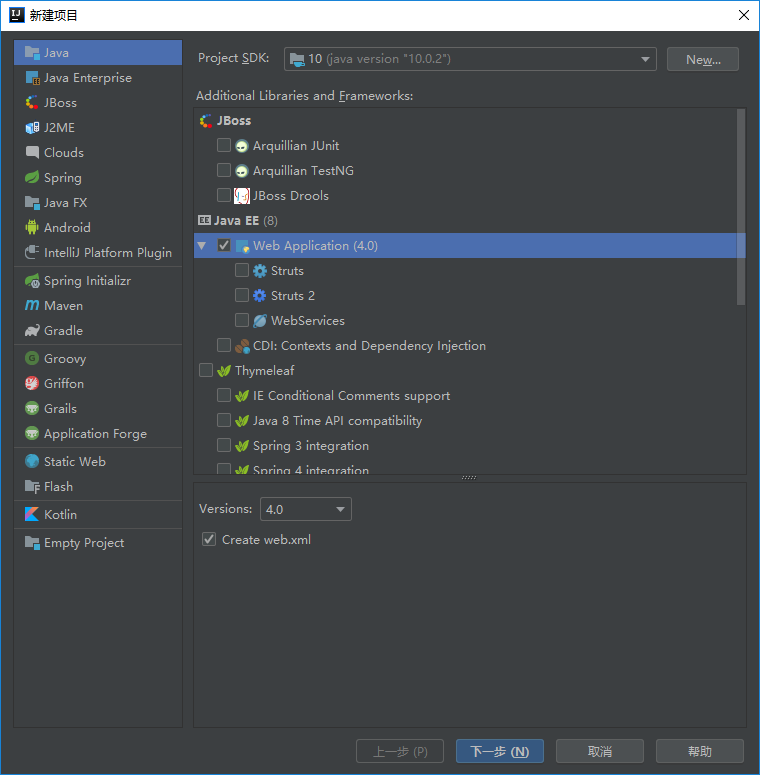 新建项目
Java
Java Enterprise
JBoss
J2ME
Clouds
Spring
Java FX
Android
IntelliJ Platform Plugin
Spring Initializr
Maven
Gradle
Groovy
Griffon
Grails
Application Forge
Static Web
Flash
Kotlin
Empty Project
Project SDK: 10 (java version "10.0.2") New...
Additional Libraries and Frameworks:
JBoss
Arquillian JUnit
Arquillian TestNG
JBoss Drools
Java EE (8)
Web Application (4.0)
Struts
Struts 2
WebServices
CDI: Contexts and Dependency Injection
Thymeleaf
IE Conditional Comments support
Java 8 Time API compatibility
Spring 3 integration
Spring 4 integration
Versions: 4.0
Create web.xml
上一步 (P) 下一步 (N) 取消 帮助